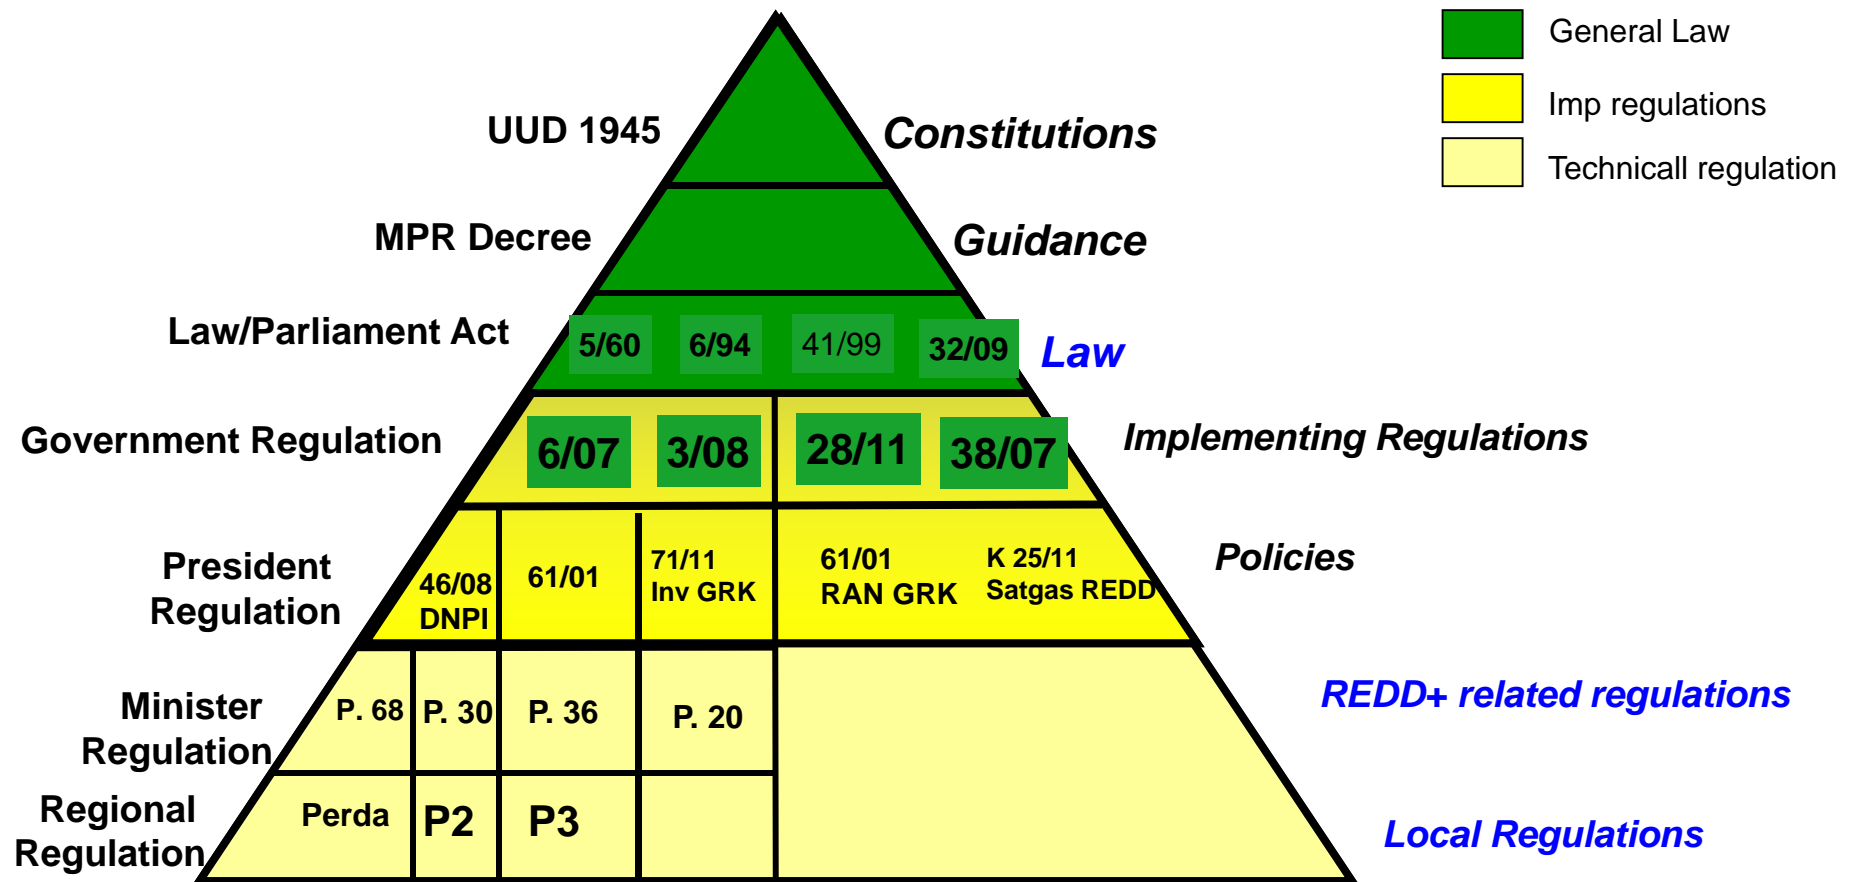 General Law
Imp regulations
Technicall regulation
UUD 1945
Constitutions
MPR Decree
Guidance
Law/Parliament Act
5/60 6/94 41/99 32/09
Law
Government Regulation
6/07 3/08 28/11 38/07
Implementing Regulations
President
Regulation
46/08
DNPI
61/01
71/11
Inv GRK
61/01
RAN GRK
K 25/11
Satgas REDD
Policies
Minister
Regulation
P. 68 P. 30 P. 36 P. 20
REDD+ related regulations
Regional
Regulation
Perda P2 P3
Local Regulations